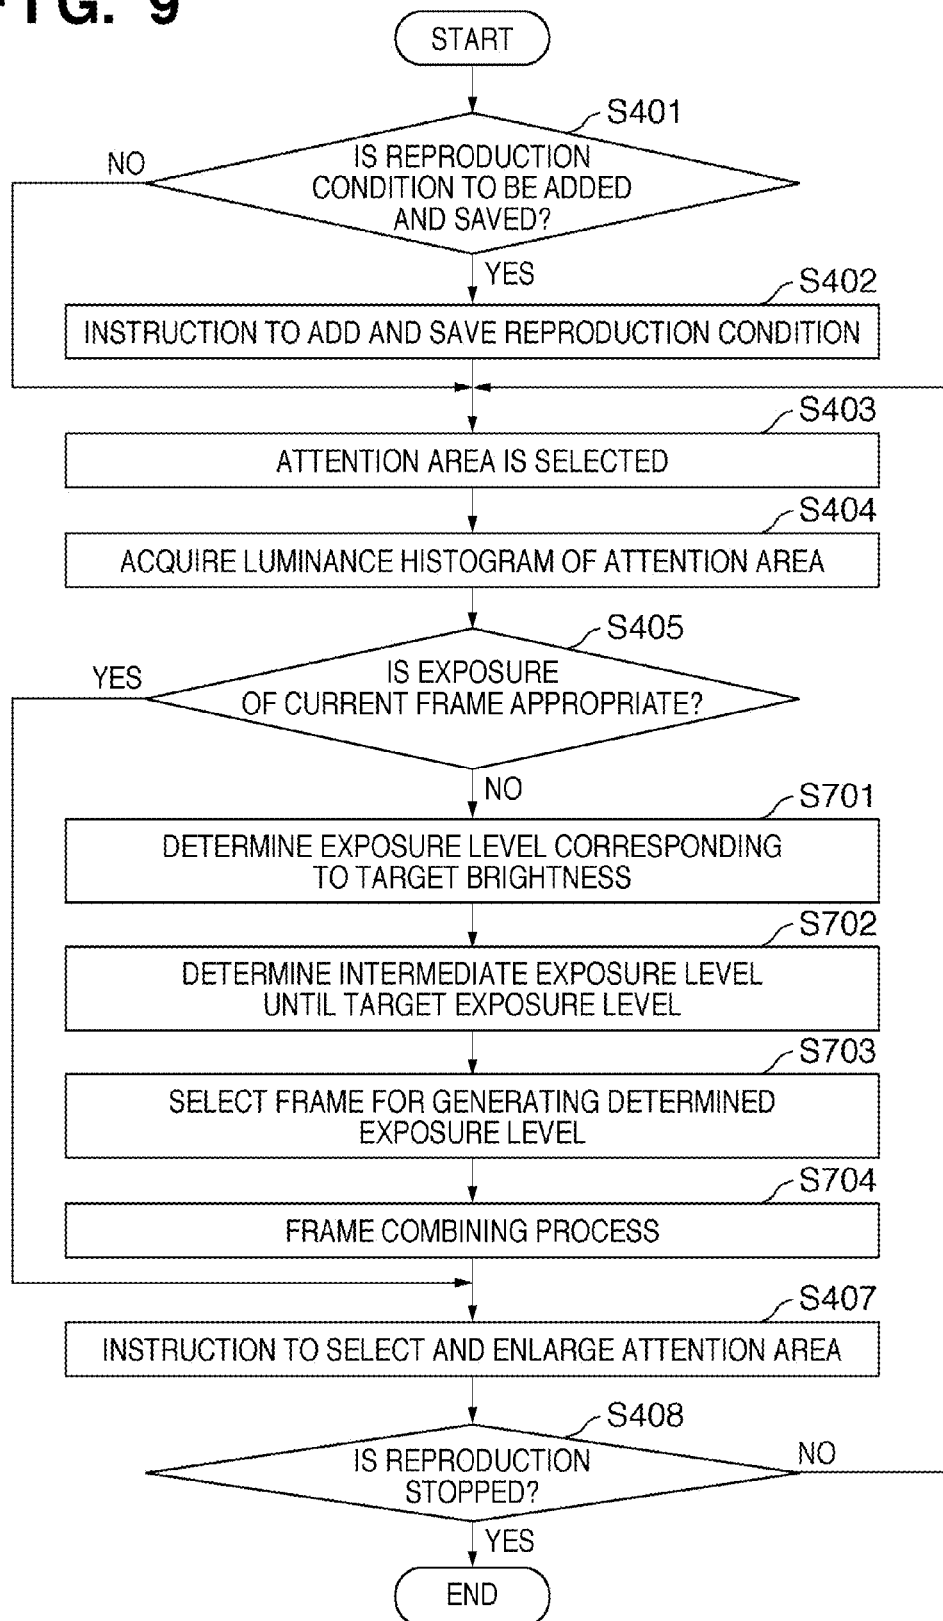 FIG. 9
START
S401
NO
IS REPRODUCTION
CONDITION TO BE ADDED
AND SAVED?
YES
S402
INSTRUCTION TO ADD AND SAVE REPRODUCTION CONDITION
S403
ATTENTION AREA IS SELECTED
S404
ACQUIRE LUMINANCE HISTOGRAM OF ATTENTION AREA
S405
YES
IS EXPOSURE
OF CURRENT FRAME APPROPRIATE?
NO
S701
DETERMINE EXPOSURE LEVEL CORRESPONDING
TO TARGET BRIGHTNESS
S702
DETERMINE INTERMEDIATE EXPOSURE LEVEL
UNTIL TARGET EXPOSURE LEVEL
S703
SELECT FRAME FOR GENERATING DETERMINED
EXPOSURE LEVEL
S704
FRAME COMBINING PROCESS
S407
INSTRUCTION TO SELECT AND ENLARGE ATTENTION AREA
S408
IS REPRODUCTION
STOPPED?
NO
YES
END